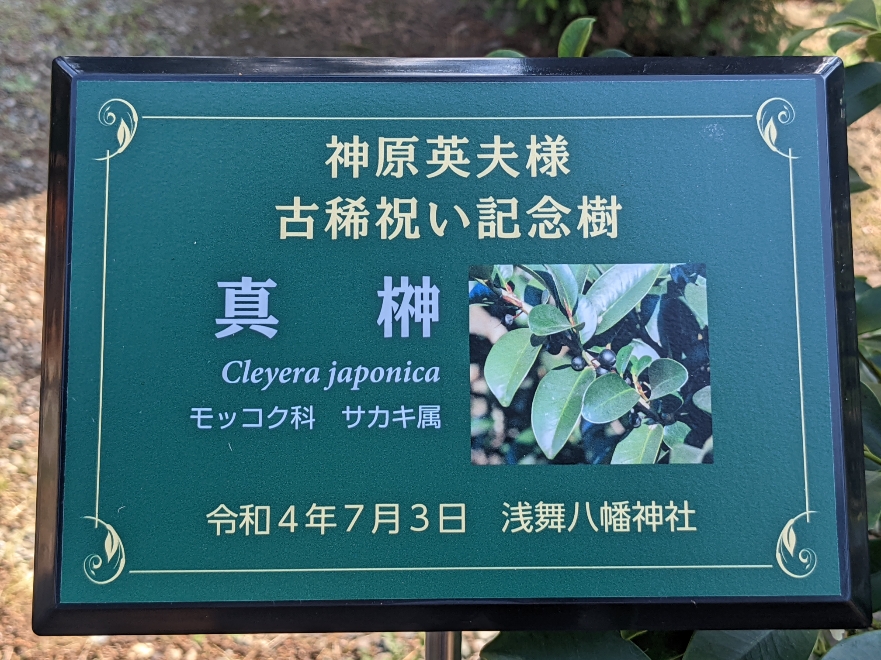 神原英夫様
古稀祝い記念樹
真　榊
Cleyera japonica
モッコク科　サカキ属
令和４年７月３日　浅舞八幡神社